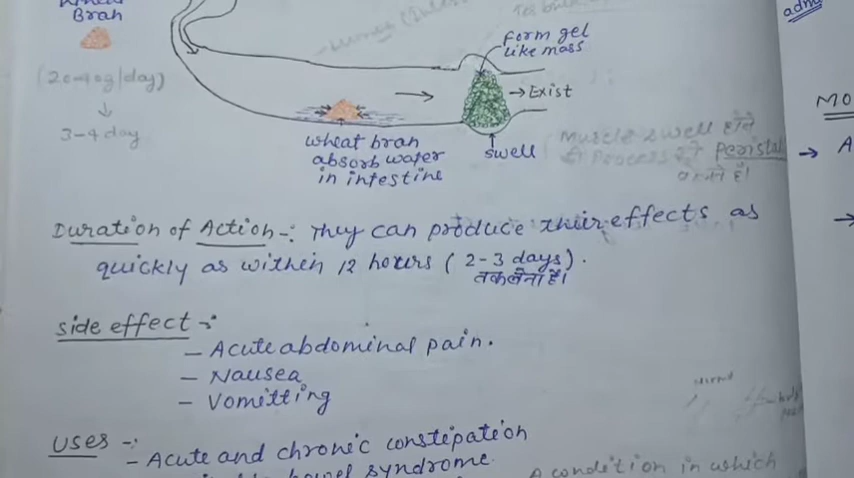 Bran
(20-40g/day)
↓
3-4 day
Form gel
like mass
→ Exist
swell
wheat bran
absorb water
in intestine
Muscle swell होने
Peristal
Duration of Action -: They can produce their effects as
quickly as within 12 hours ( 2-3 days).
तक लेना है।
side effect -:
- Acute abdominal pain.
- Nausea
- Vomitting
uses -:
- Acute and chronic constipation
bowel syndrome.
A condition in which
MO
→ A